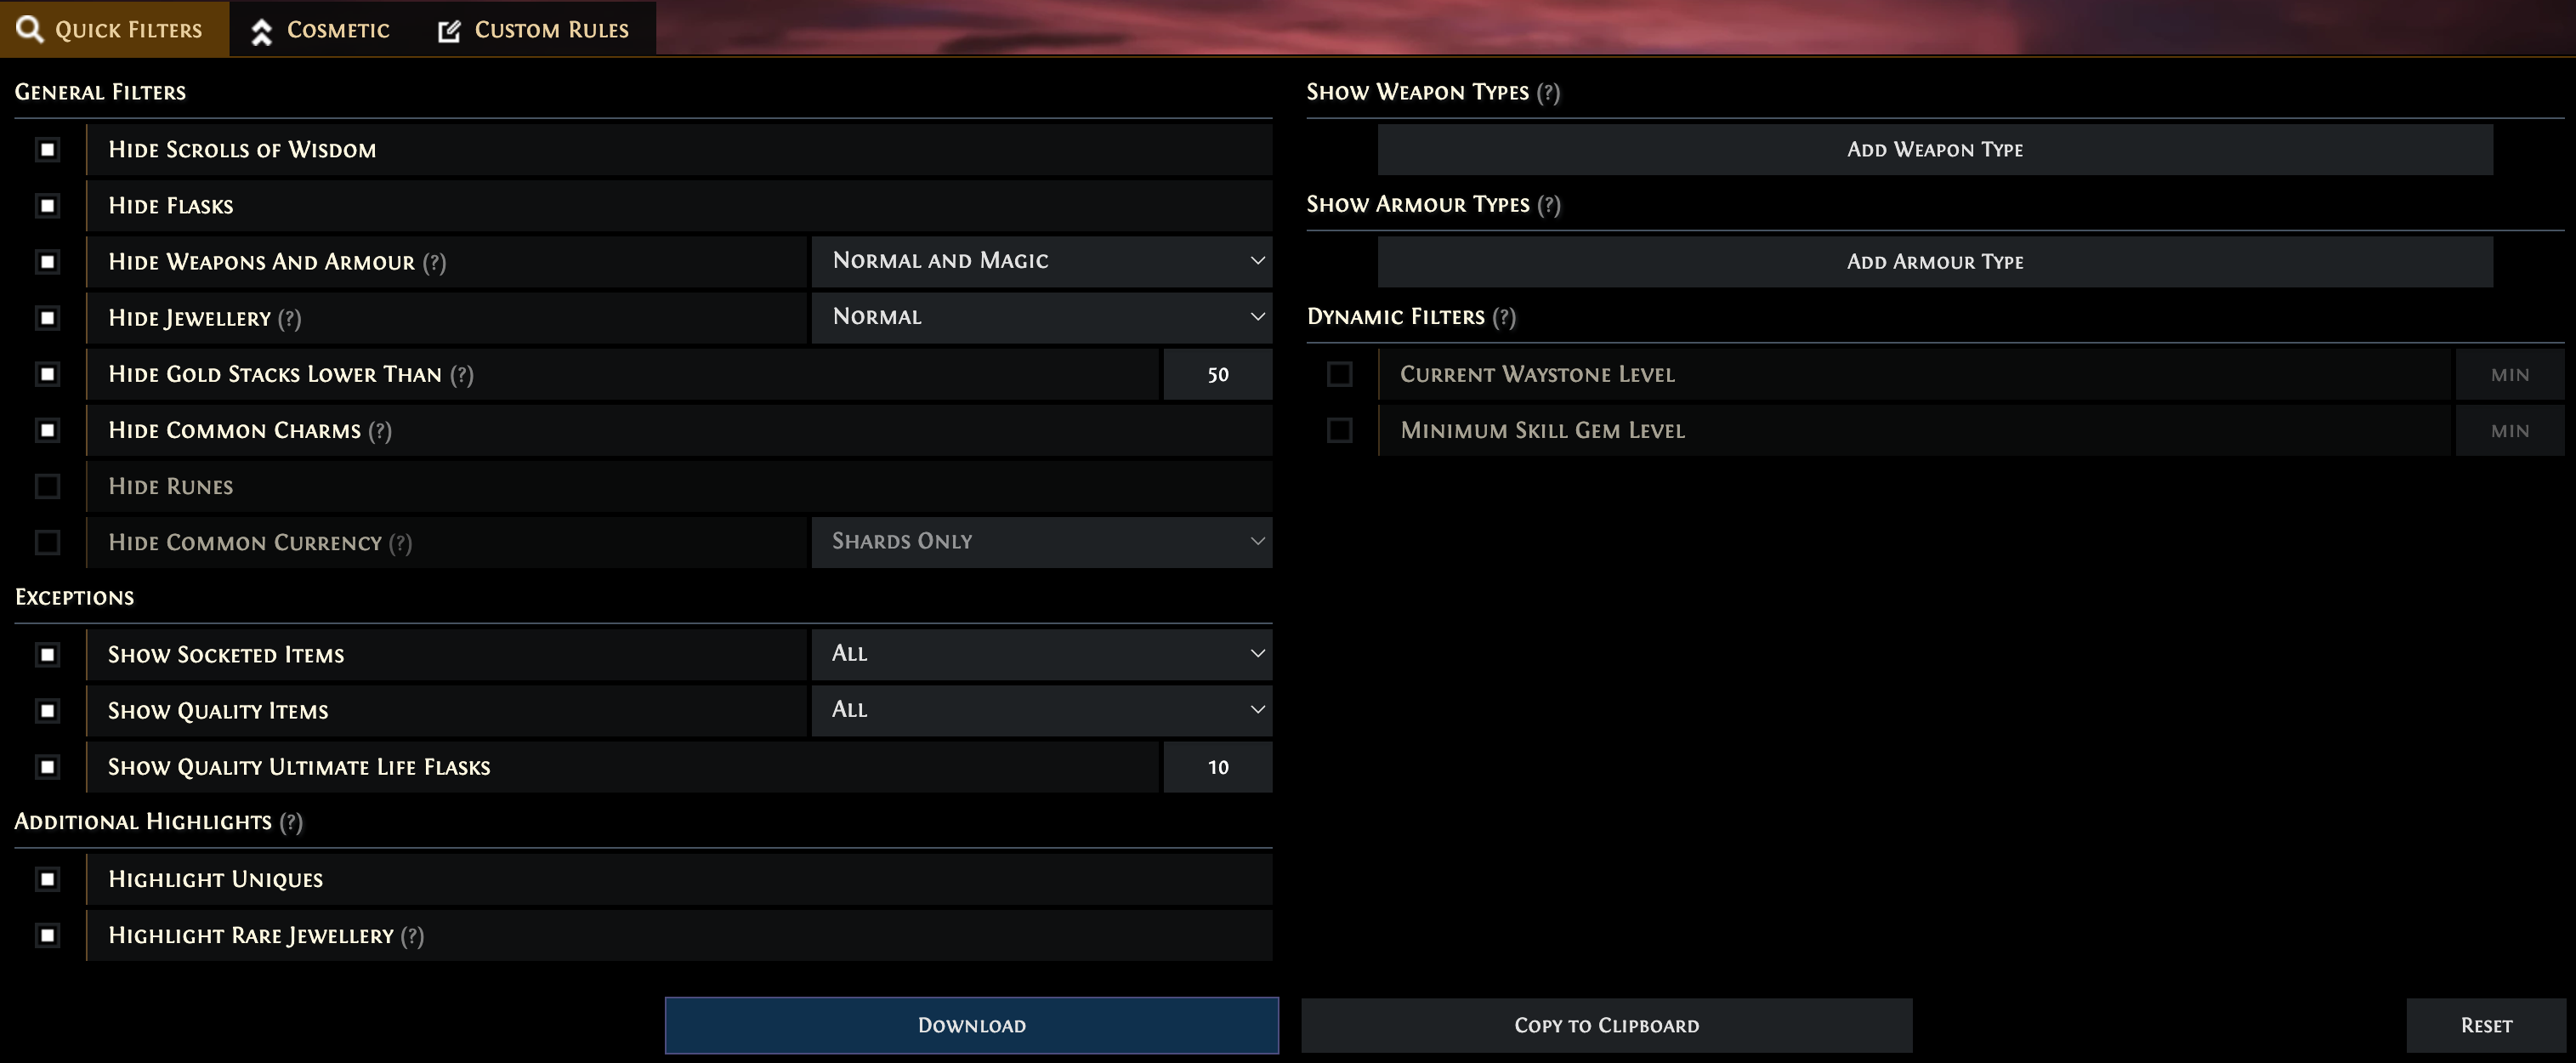 Quick Filters
Cosmetic
Custom Rules
General Filters
Hide Scrolls of Wisdom
Hide Flasks
Hide Weapons And Armour (?)
Normal and Magic
Hide Jewellery (?)
Normal
Hide Gold Stacks Lower Than (?)
50
Hide Common Charms (?)
Hide Runes
Hide Common Currency (?)
Shards Only
Exceptions
Show Socketed Items
All
Show Quality Items
All
Show Quality Ultimate Life Flasks
10
Additional Highlights (?)
Highlight Uniques
Highlight Rare Jewellery (?)
Show Weapon Types (?)
Add Weapon Type
Show Armour Types (?)
Add Armour Type
Dynamic Filters (?)
Current Waystone Level
MIN
Minimum Skill Gem Level
MIN
Download
Copy to Clipboard
Reset